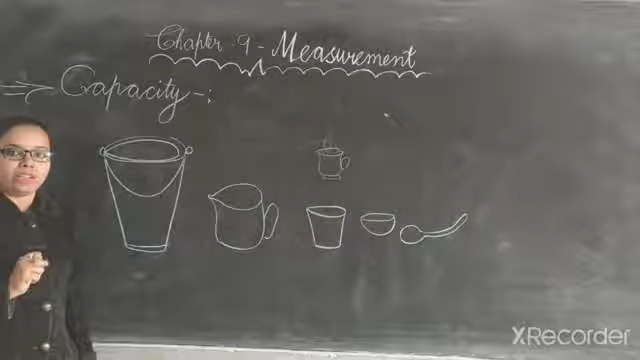 Chapter-9 - Measurement
⇒ Capacity -:
XRecorder